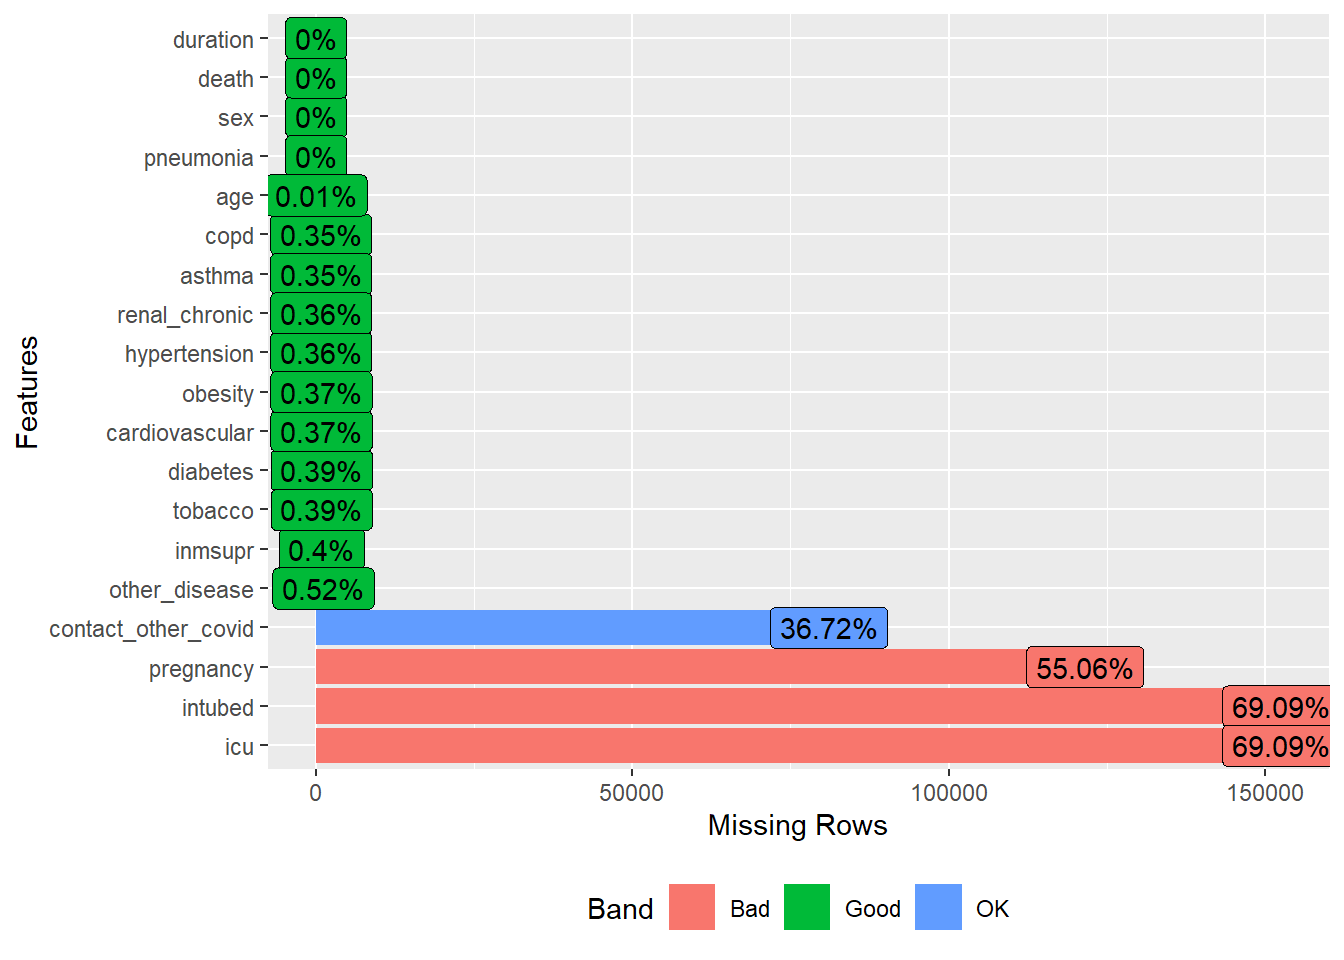 duration 0%
death 0%
sex 0%
pneumonia 0%
age 0.01%
copd 0.35%
asthma 0.35%
renal_chronic 0.36%
hypertension 0.36%
obesity 0.37%
cardiovascular 0.37%
diabetes 0.39%
tobacco 0.39%
inmsupr 0.4%
other_disease 0.52%
contact_other_covid 36.72%
pregnancy 55.06%
intubed 69.09%
icu 69.09%
Features
0 50000 100000 150000
Missing Rows
Band Bad Good OK